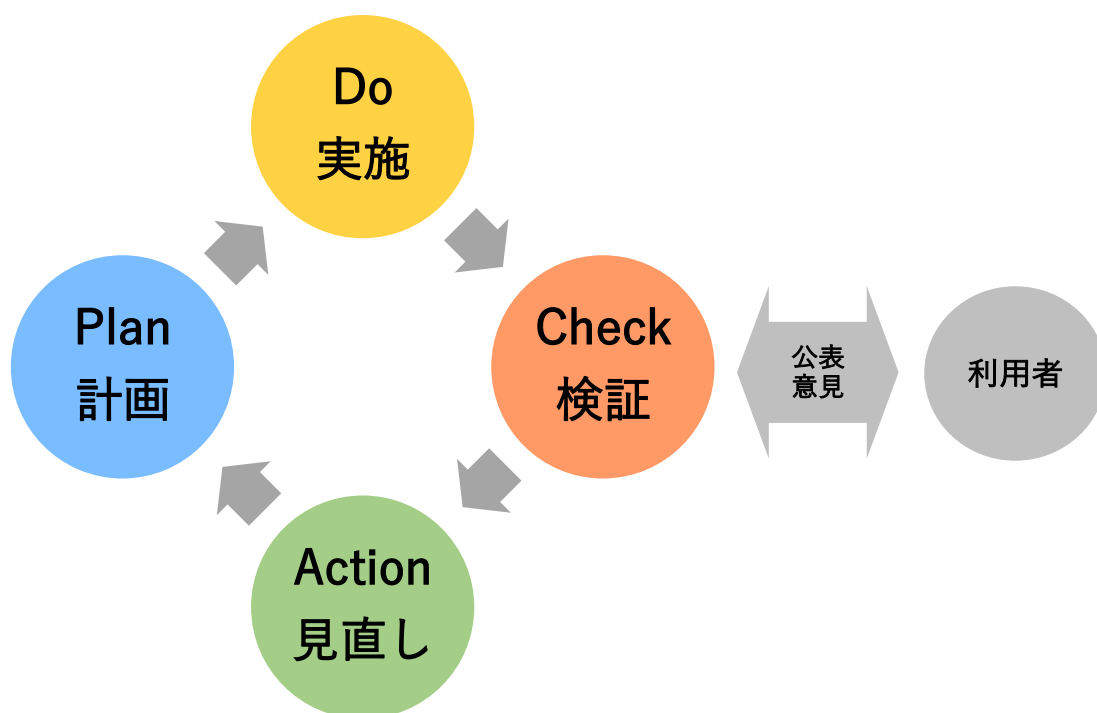 Do
実施
Plan
計画
Check
検証
公表
意見
利用者
Action
見直し